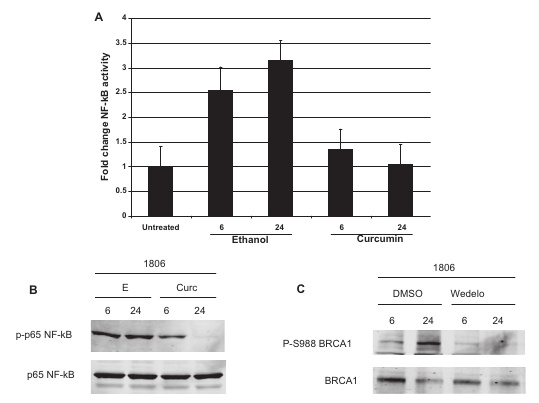 A
Fold change NF-kB activity
4
3.5
3
2.5
2
1.5
1
0.5
0
Untreated 6 24 6 24
Ethanol Curcumin
B
1806
E Curc
6 24 6 24
p-p65 NF-kB
p65 NF-kB
C
1806
DMSO Wedelo
6 24 6 24
P-S988 BRCA1
BRCA1